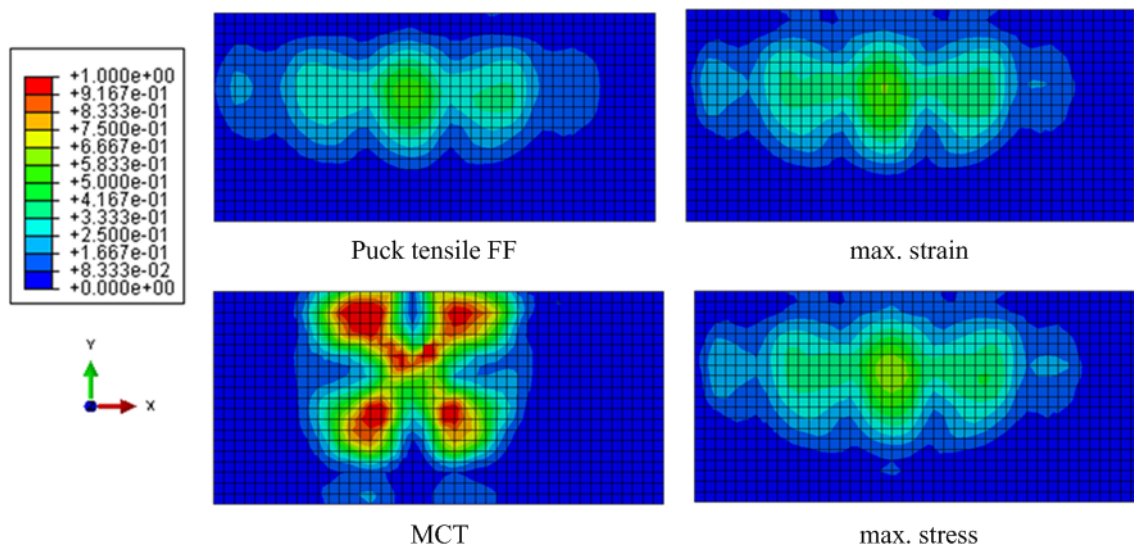 +1.000e+00
+9.167e-01
+8.333e-01
+7.500e-01
+6.667e-01
+5.833e-01
+5.000e-01
+4.167e-01
+3.333e-01
+2.500e-01
+1.667e-01
+8.333e-02
+0.000e+00
Y
X
Puck tensile FF
max. strain
MCT
max. stress